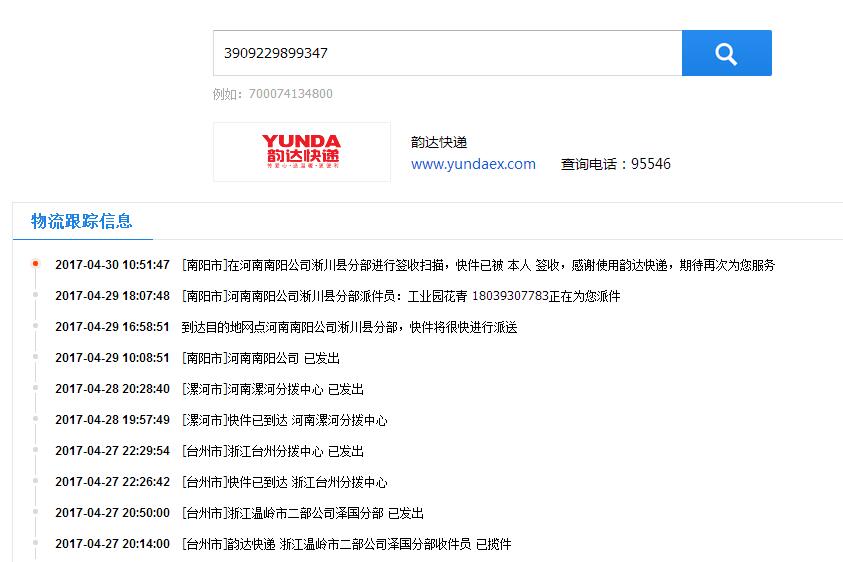 3909229899347
例如：700074134800
YUNDA
韵达快递
韵达快递
www.yundaex.com 查询电话：95546
物流跟踪信息
2017-04-30 10:51:47 [南阳市]在河南南阳公司淅川县分部进行签收扫描，快件已被 本人 签收，感谢使用韵达快递，期待再次为您服务
2017-04-29 18:07:48 [南阳市]河南南阳公司淅川县分部派件员：工业园花青 18039307783正在为您派件
2017-04-29 16:58:51 到达目的地网点河南南阳公司淅川县分部，快件将很快进行派送
2017-04-29 10:08:51 [南阳市]河南南阳公司 已发出
2017-04-28 20:28:40 [漯河市]河南漯河分拨中心 已发出
2017-04-28 19:57:49 [漯河市]快件已到达 河南漯河分拨中心
2017-04-27 22:29:54 [台州市]浙江台州分拨中心 已发出
2017-04-27 22:26:42 [台州市]快件已到达 浙江台州分拨中心
2017-04-27 20:50:00 [台州市]浙江温岭市二部公司泽国分部 已发出
2017-04-27 20:14:00 [台州市]韵达快递 浙江温岭市二部公司泽国分部收件员 已揽件